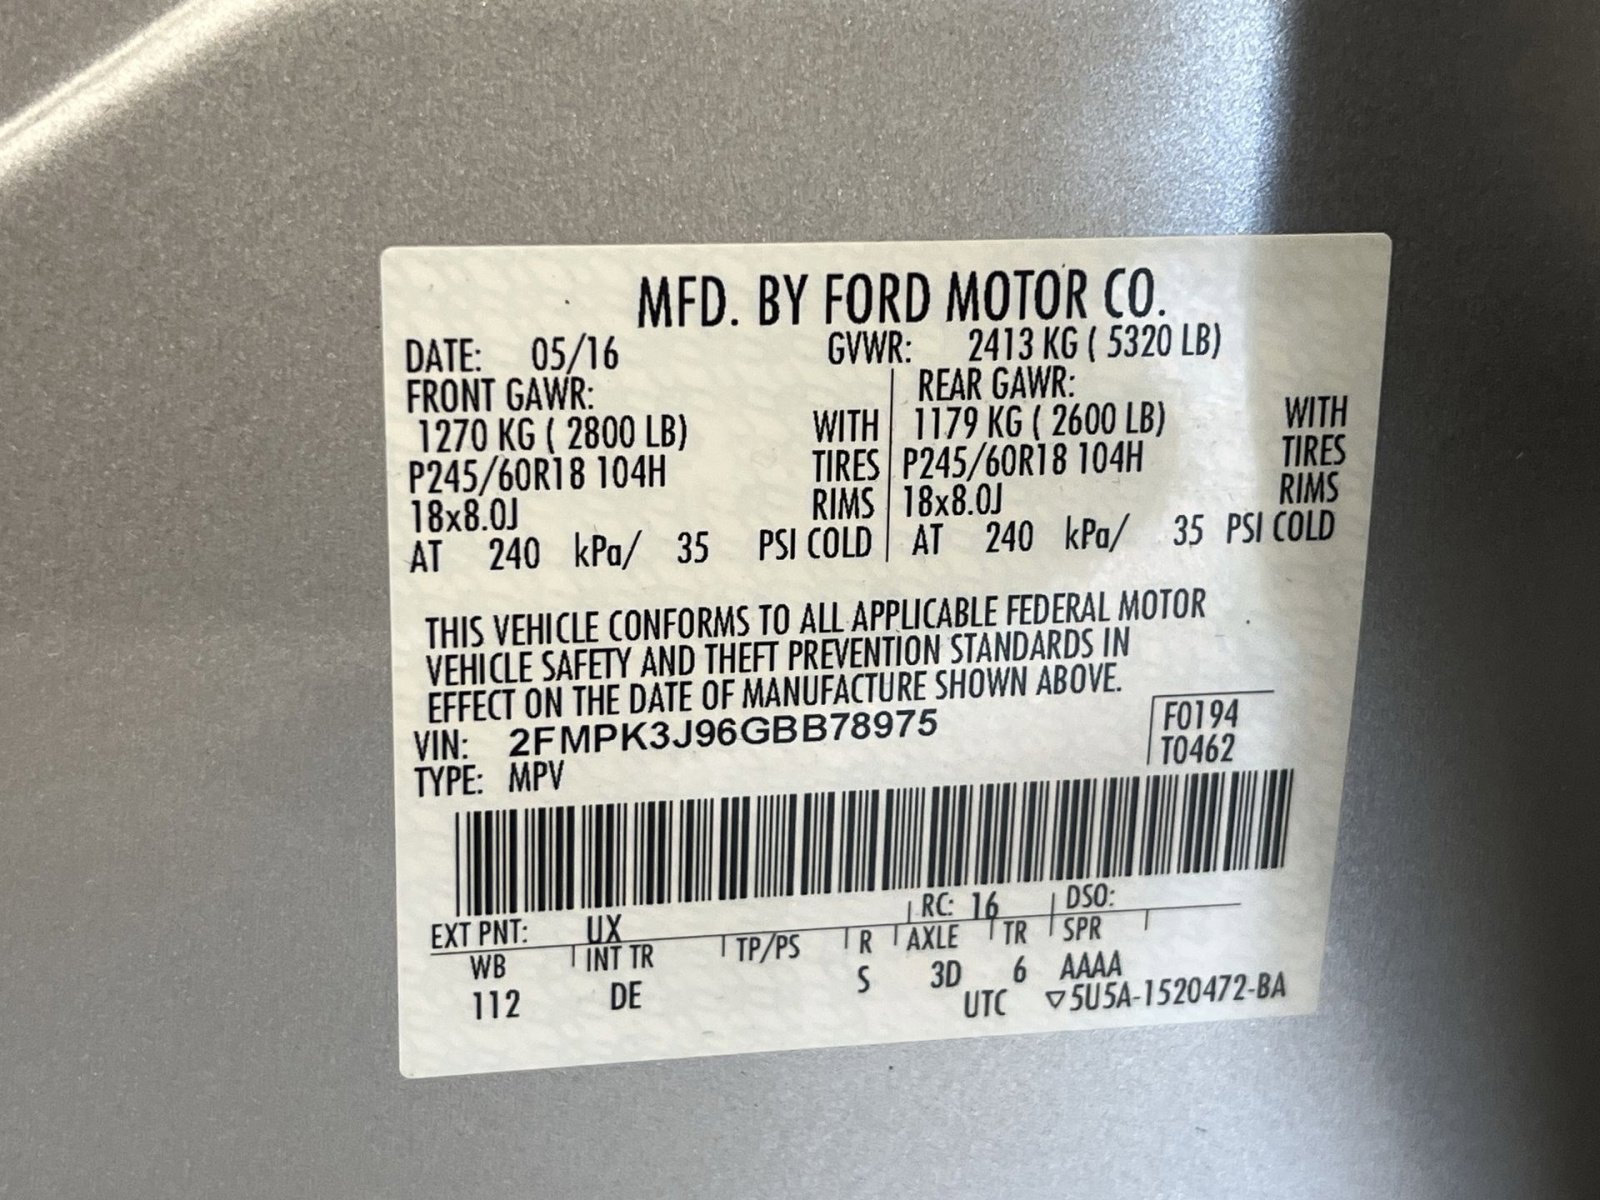 MFD. BY FORD MOTOR CO.
DATE: 05/16 GVWR: 2413 KG ( 5320 LB)
FRONT GAWR: REAR GAWR:
1270 KG ( 2800 LB) WITH 1179 KG ( 2600 LB) WITH
P245/60R18 104H TIRES P245/60R18 104H TIRES
18x8.0J RIMS 18x8.0J RIMS
AT 240 kPa/ 35 PSI COLD AT 240 kPa/ 35 PSI COLD
THIS VEHICLE CONFORMS TO ALL APPLICABLE FEDERAL MOTOR
VEHICLE SAFETY AND THEFT PREVENTION STANDARDS IN
EFFECT ON THE DATE OF MANUFACTURE SHOWN ABOVE.
VIN: 2FMPK3J96GBB78975 F0194
TYPE: MPV T0462
EXT PNT: UX RC: 16 DSO:
WB INT TR TP/PS R AXLE TR SPR
112 DE S 3D 6 AAAA
UTC ▽5U5A-1520472-BA